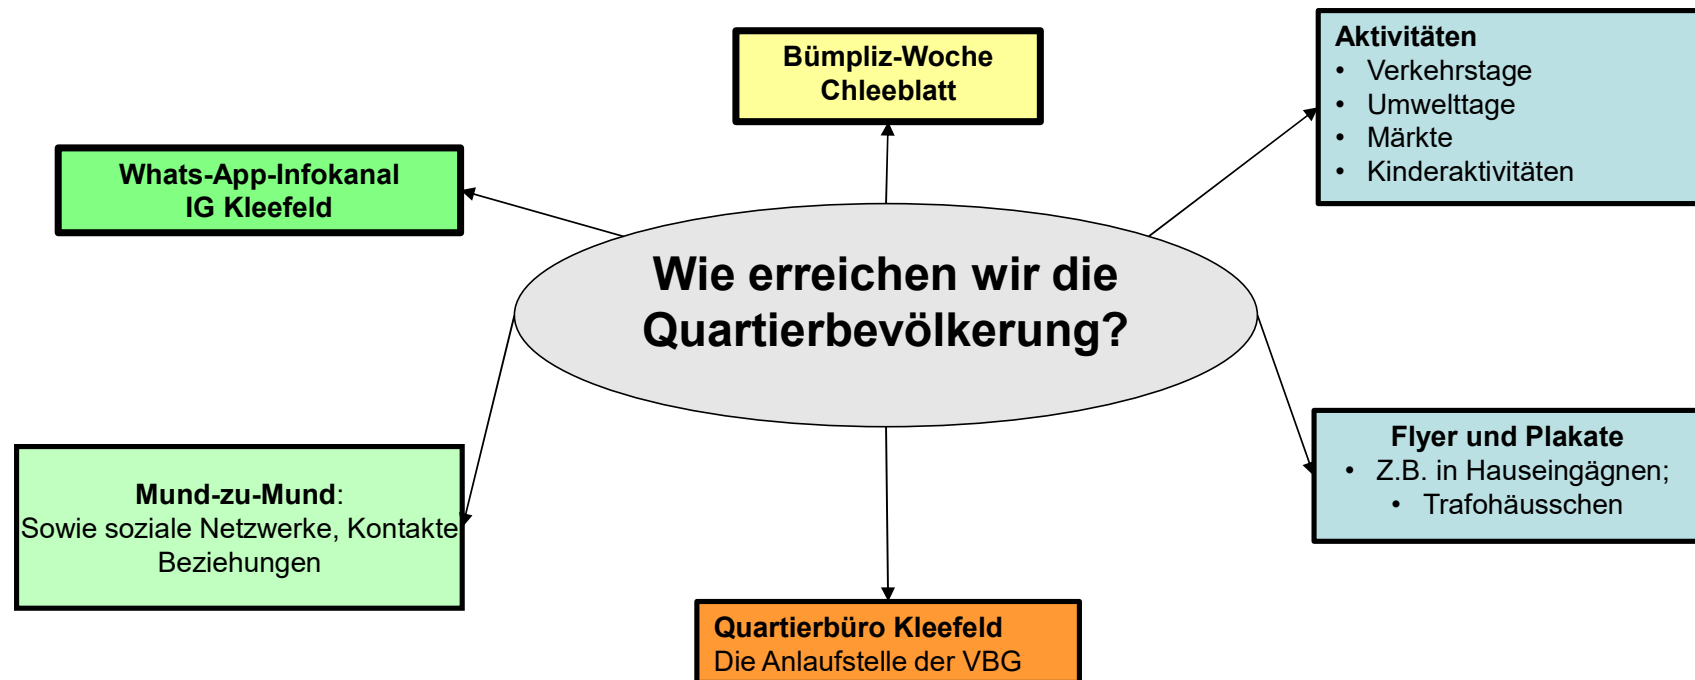 Bümpliz-Woche
Chleeblatt
Aktivitäten
• Verkehrstage
• Umwelttage
• Märkte
• Kinderaktivitäten
Whats-App-Infokanal
IG Kleefeld
Wie erreichen wir die
Quartierbevölkerung?
Mund-zu-Mund:
Sowie soziale Netzwerke, Kontakte
Beziehungen
Flyer und Plakate
• Z.B. in Hauseingägnen;
• Trafohäusschen
Quartierbüro Kleefeld
Die Anlaufstelle der VBG